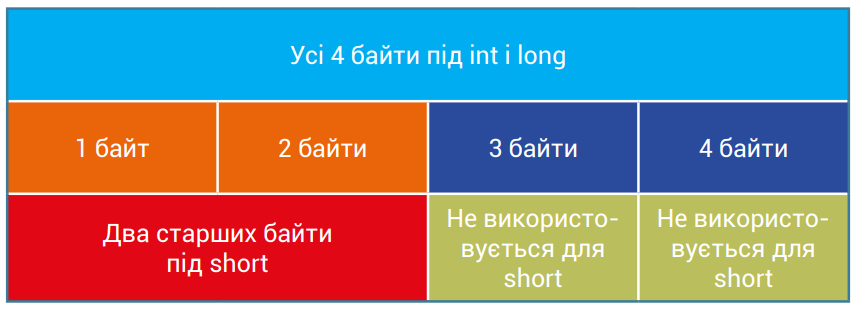 Усі 4 байти під int і long
1 байт
2 байти
3 байти
4 байти
Два старших байти
під short
Не використо-
вується для
short
Не використо-
вується для
short